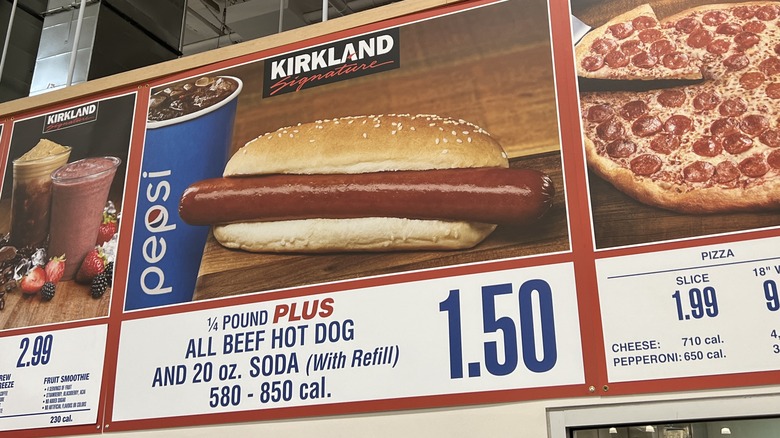 KIRKLAND
Signature
pepsi
2.99
FRUIT SMOOTHIE
230 cal.
KIRKLAND
Signature
¼ POUND PLUS
ALL BEEF HOT DOG
AND 20 oz. SODA (With Refill)
580 - 850 cal.
1.50
PIZZA
SLICE
1.99
18"
CHEESE: 710 cal.
PEPPERONI: 650 cal.